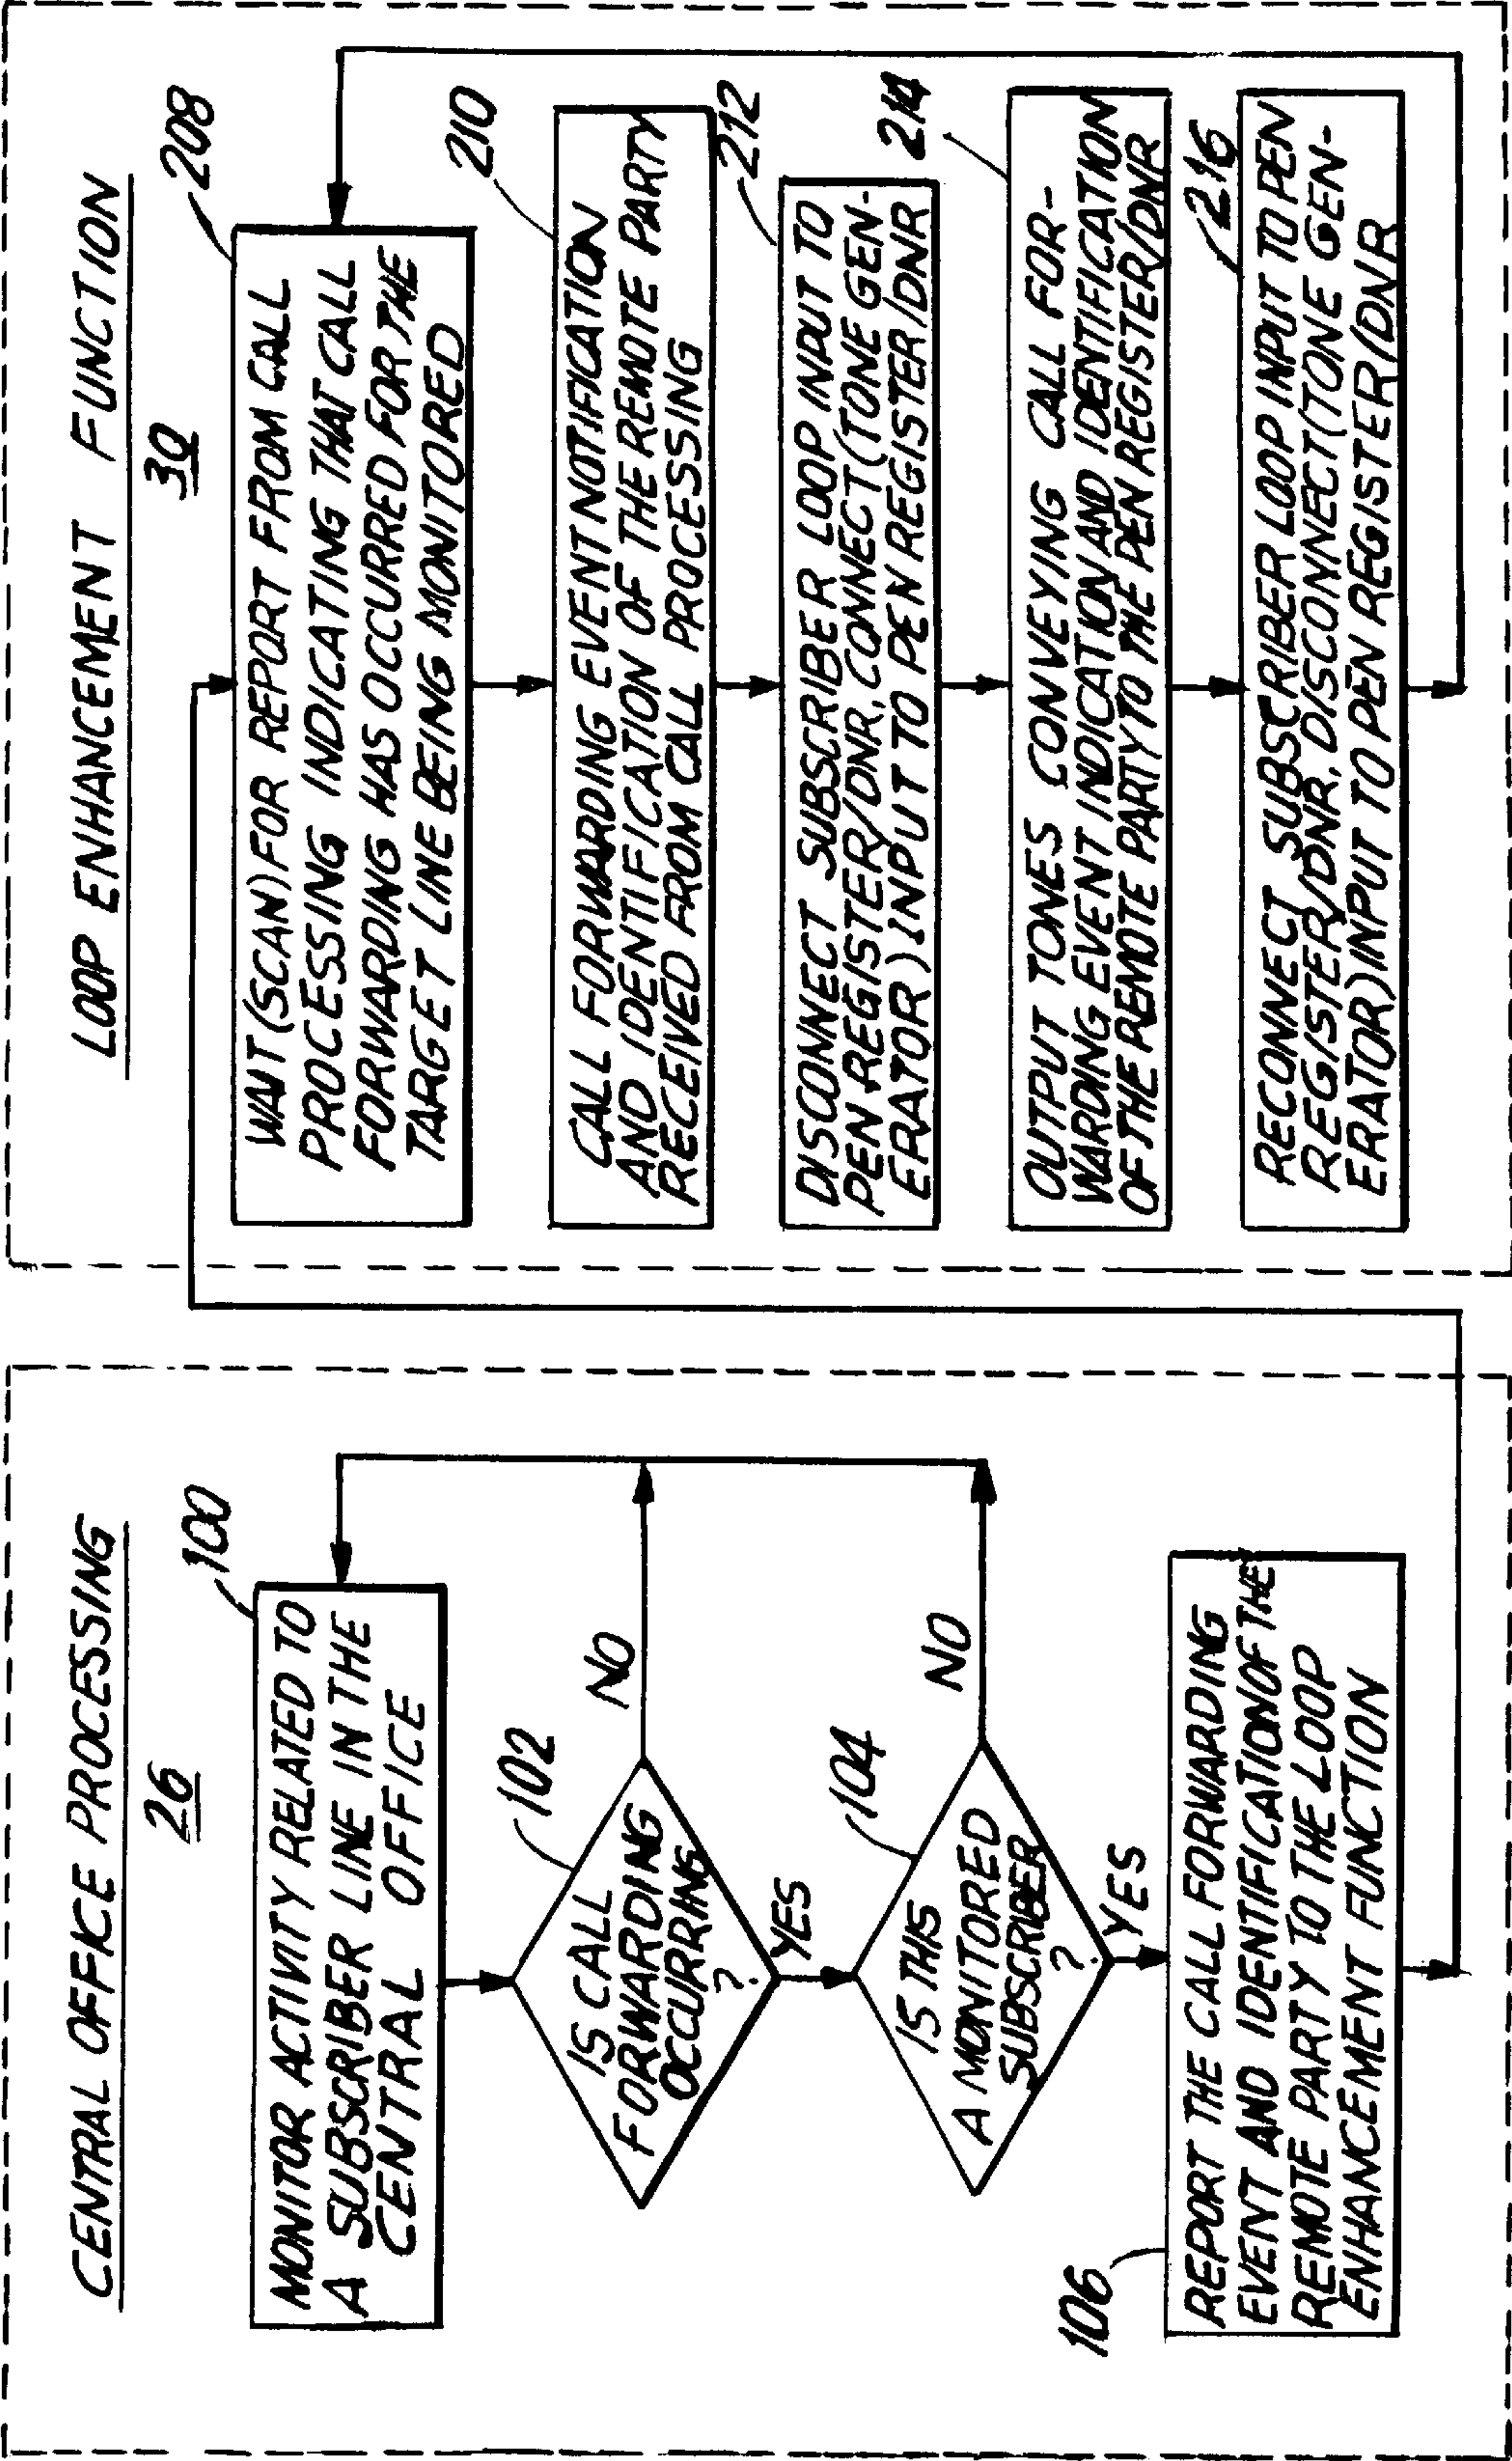 CENTRAL OFFICE PROCESSING
26
100
MONITOR ACTIVITY RELATED TO
A SUBSCRIBER LINE IN THE
CENTRAL OFFICE
102
IS CALL
FORWARDING
OCCURRING
?
NO
YES
104
IS THIS
A MONITORED
SUBSCRIBER
?
NO
YES
106
REPORT THE CALL FORWARDING
EVENT AND IDENTIFICATION OF THE
REMOTE PARTY TO THE LOOP
ENHANCEMENT FUNCTION
LOOP ENHANCEMENT FUNCTION
30
208
WAIT (SCAN) FOR REPORT FROM CALL
PROCESSING INDICATING THAT CALL
FORWARDING HAS OCCURRED FOR THE
TARGET LINE BEING MONITORED
210
CALL FORWARDING EVENT NOTIFICATION
AND IDENTIFICATION OF THE REMOTE PARTY
RECEIVED FROM CALL PROCESSING
212
DISCONNECT SUBSCRIBER LOOP INPUT TO
PEN REGISTER/DNR, CONNECT (TONE GEN-
ERATOR) INPUT TO PEN REGISTER/DNR
214
OUTPUT TONES CONVEYING CALL FOR-
WARDING EVENT INDICATION AND IDENTIFICATION
OF THE REMOTE PARTY TO THE PEN REGISTER/DNR
216
RECONNECT SUBSCRIBER LOOP INPUT TO PEN
REGISTER/DNR, DISCONNECT (TONE GEN-
ERATOR) INPUT TO PEN REGISTER/DNR